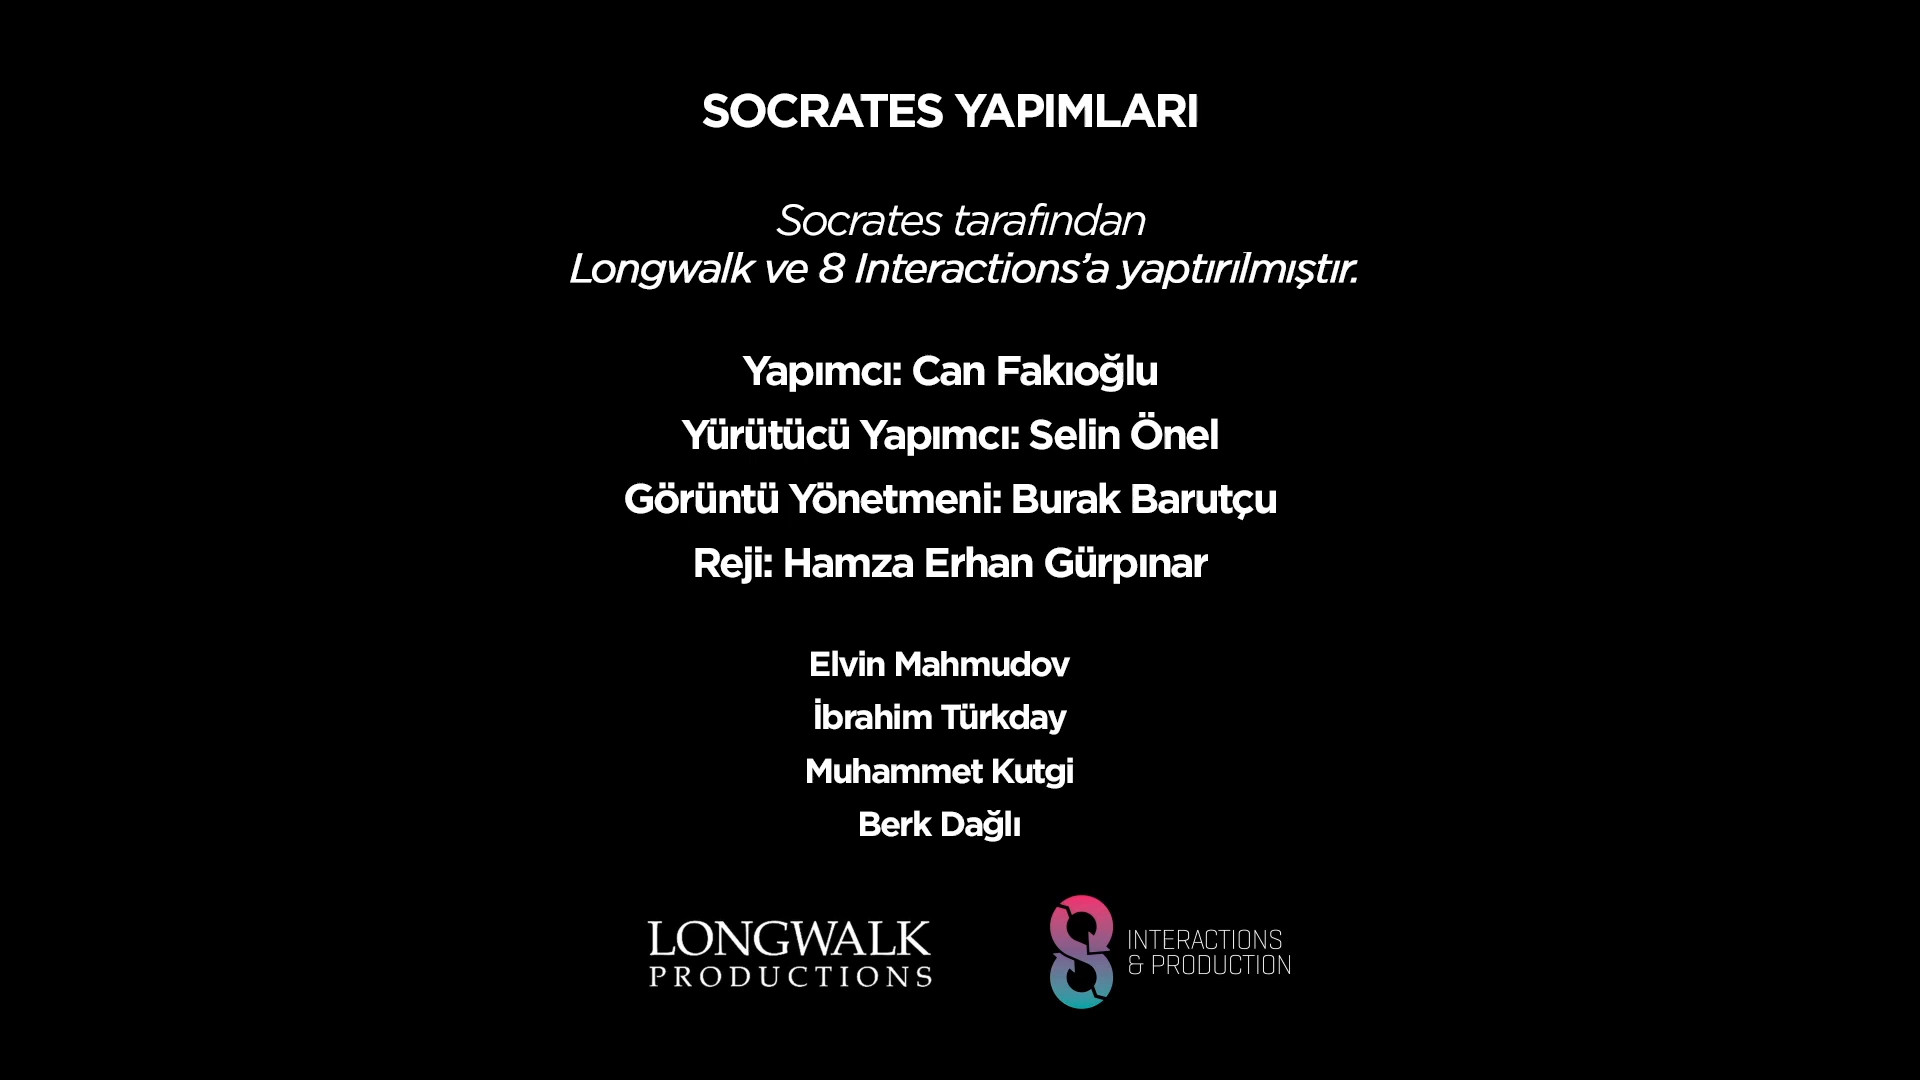 SOCRATES YAPIMLARI
Socrates tarafından
Longwalk ve 8 Interactions’a yaptırılmıştır.
Yapımcı: Can Fakıoğlu
Yürütücü Yapımcı: Selin Önel
Görüntü Yönetmeni: Burak Barutçu
Reji: Hamza Erhan Gürpınar
Elvin Mahmudov
İbrahim Türkday
Muhammet Kutgi
Berk Dağlı
LONGWALK
PRODUCTIONS
8 INTERACTIONS
& PRODUCTION